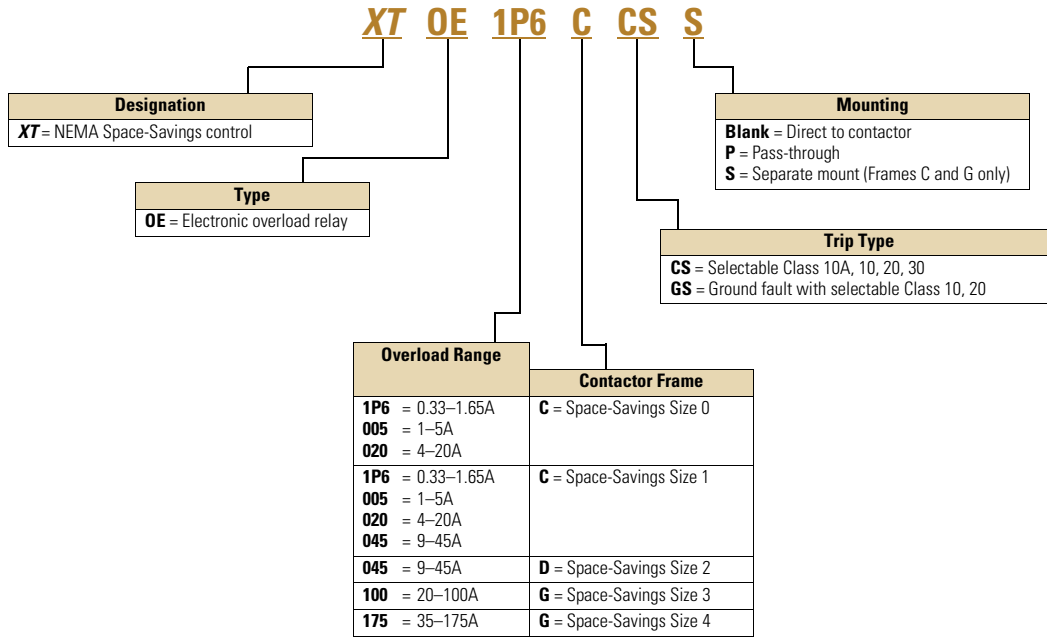 XT OE 1P6 C CS S
Designation
XT = NEMA Space-Savings control
Type
OE = Electronic overload relay
Mounting
Blank = Direct to contactor
P = Pass-through
S = Separate mount (Frames C and G only)
Trip Type
CS = Selectable Class 10A, 10, 20, 30
GS = Ground fault with selectable Class 10, 20
Overload Range
Contactor Frame
1P6 = 0.33–1.65A C = Space-Savings Size 0
005 = 1–5A
020 = 4–20A
1P6 = 0.33–1.65A C = Space-Savings Size 1
005 = 1–5A
020 = 4–20A
045 = 9–45A
045 = 9–45A D = Space-Savings Size 2
100 = 20–100A G = Space-Savings Size 3
175 = 35–175A G = Space-Savings Size 4